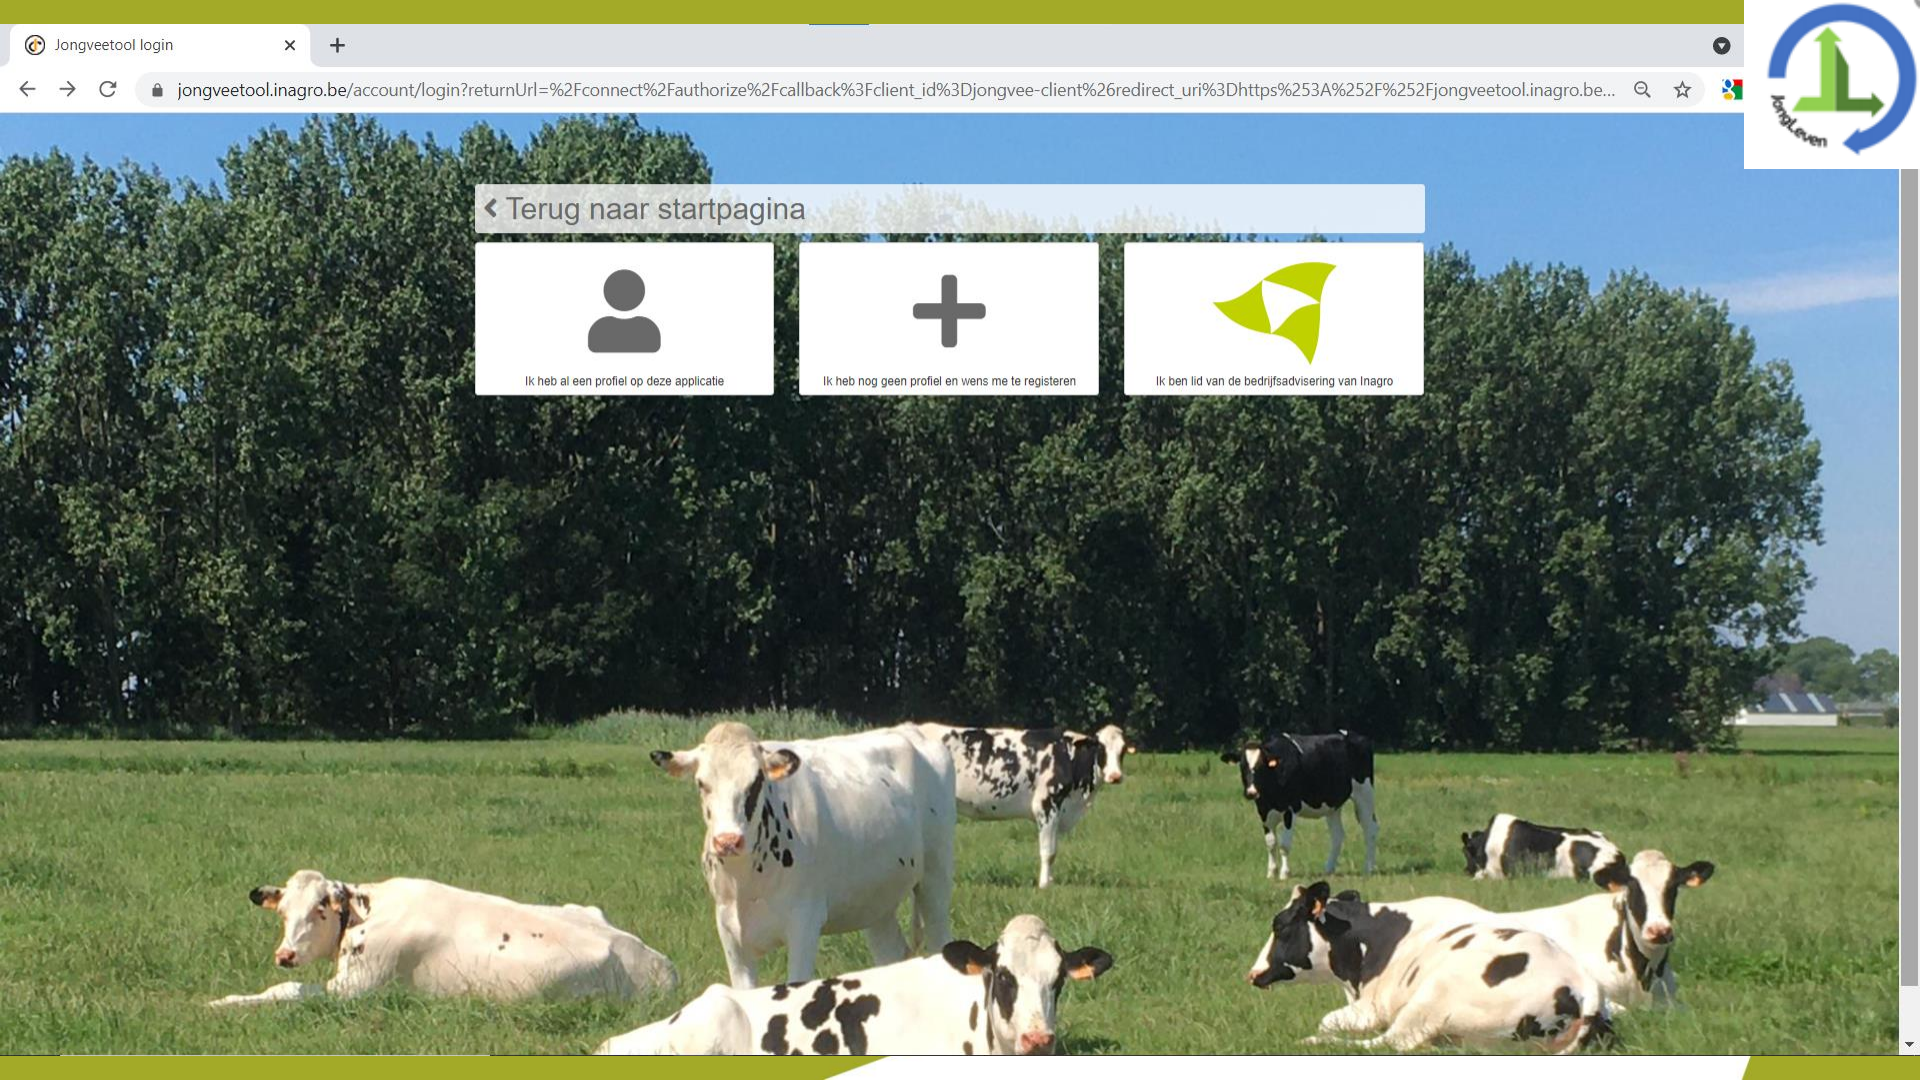 Jongveetool login
jongveetool.inagro.be/account/login?returnUrl=%2Fconnect%2Fauthorize%2Fcallback%3Fclient_id%3Djongvee-client%26redirect_uri%3Dhttps%253A%252F%252Fjongveetool.inagro.be...
JongLeven
Terug naar startpagina
Ik heb al een profiel op deze applicatie
Ik heb nog geen profiel en wens me te registeren
Ik ben lid van de bedrijfsadvisering van Inagro